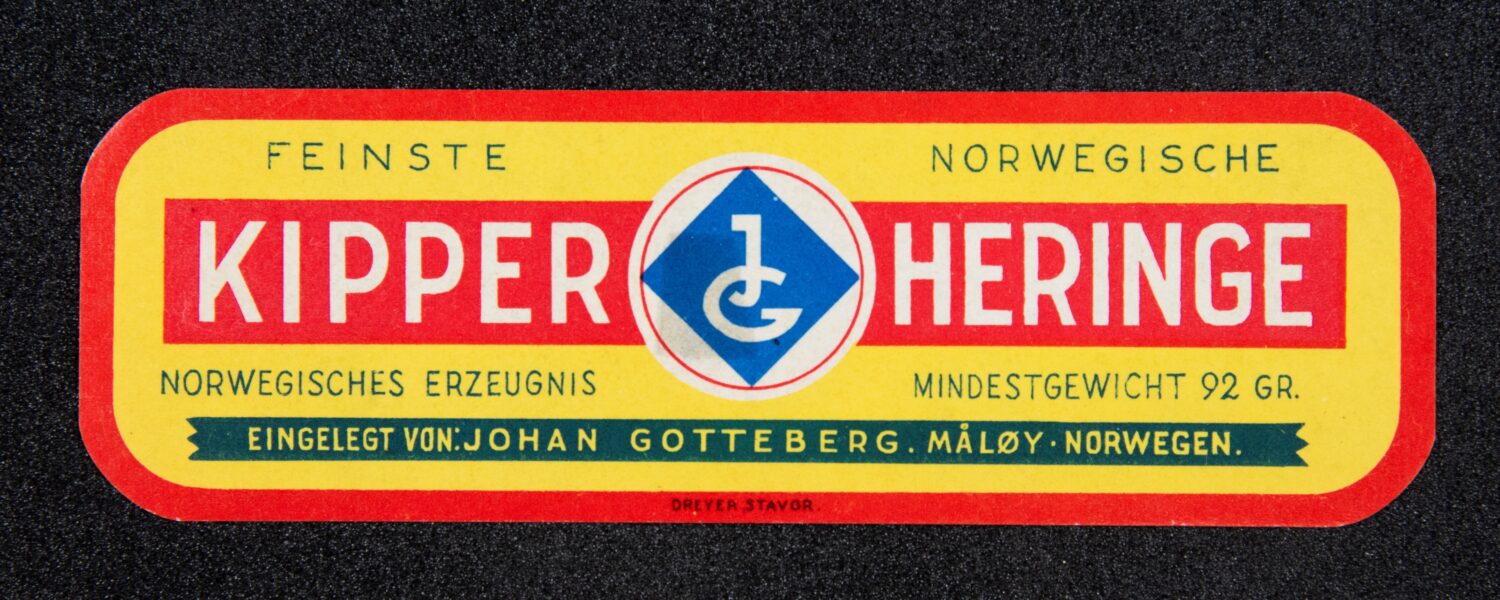 FEINSTE NORWEGISCHE
KIPPER JG HERINGE
NORWEGISCHES ERZEUGNIS MINDESTGEWICHT 92 GR.
EINGELEGT VON: JOHAN GOTTEBERG. MÅLØY · NORWEGEN.
DREYER, STAVGR.